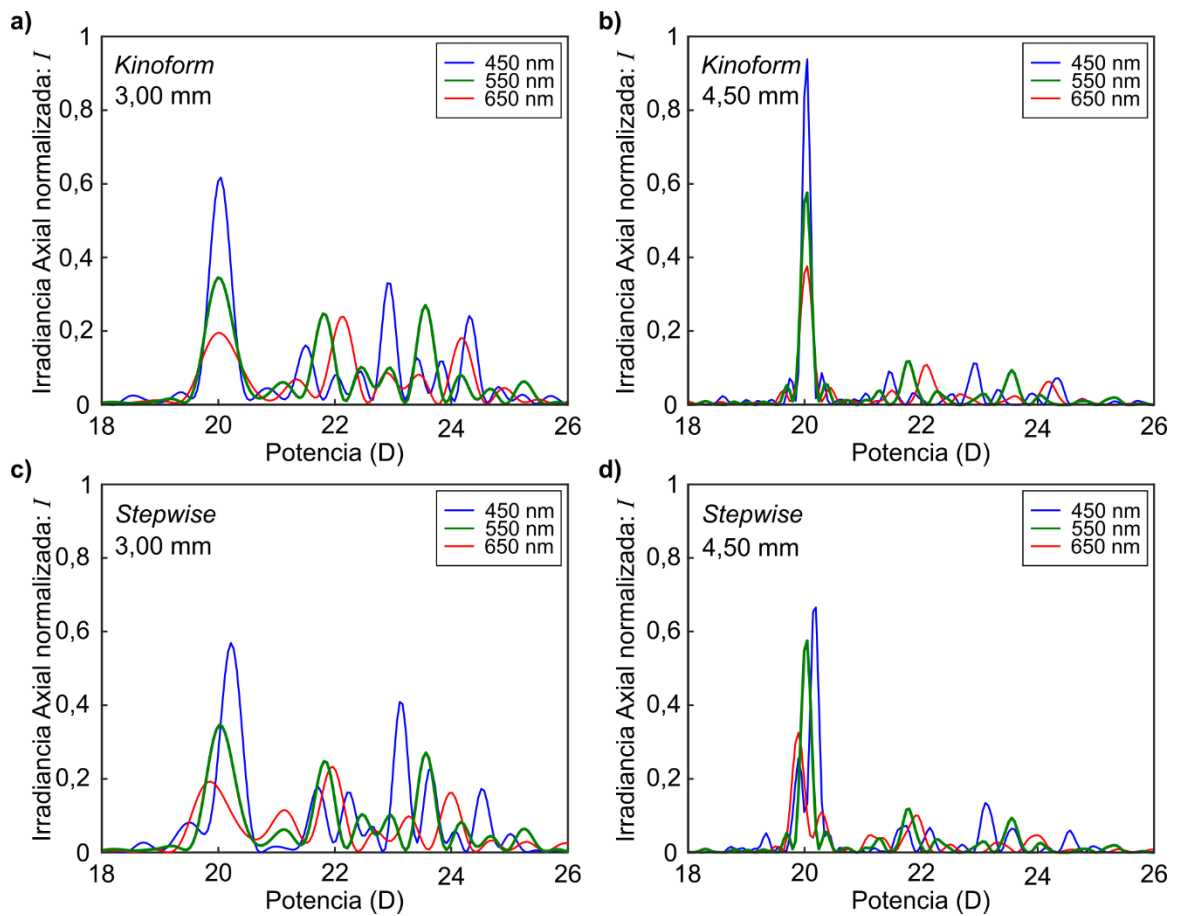 a)
Irradiancia Axial normalizada: I
1
0,8
0,6
0,4
0,2
0
Kinoform
3,00 mm
450 nm
550 nm
650 nm
18
20
22
24
26
Potencia (D)
b)
Irradiancia Axial normalizada: I
1
0,8
0,6
0,4
0,2
0
Kinoform
4,50 mm
450 nm
550 nm
650 nm
18
20
22
24
26
Potencia (D)
c)
Irradiancia Axial normalizada: I
1
0,8
0,6
0,4
0,2
0
Stepwise
3,00 mm
450 nm
550 nm
650 nm
18
20
22
24
26
Potencia (D)
d)
Irradiancia Axial normalizada: I
1
0,8
0,6
0,4
0,2
0
Stepwise
4,50 mm
450 nm
550 nm
650 nm
18
20
22
24
26
Potencia (D)